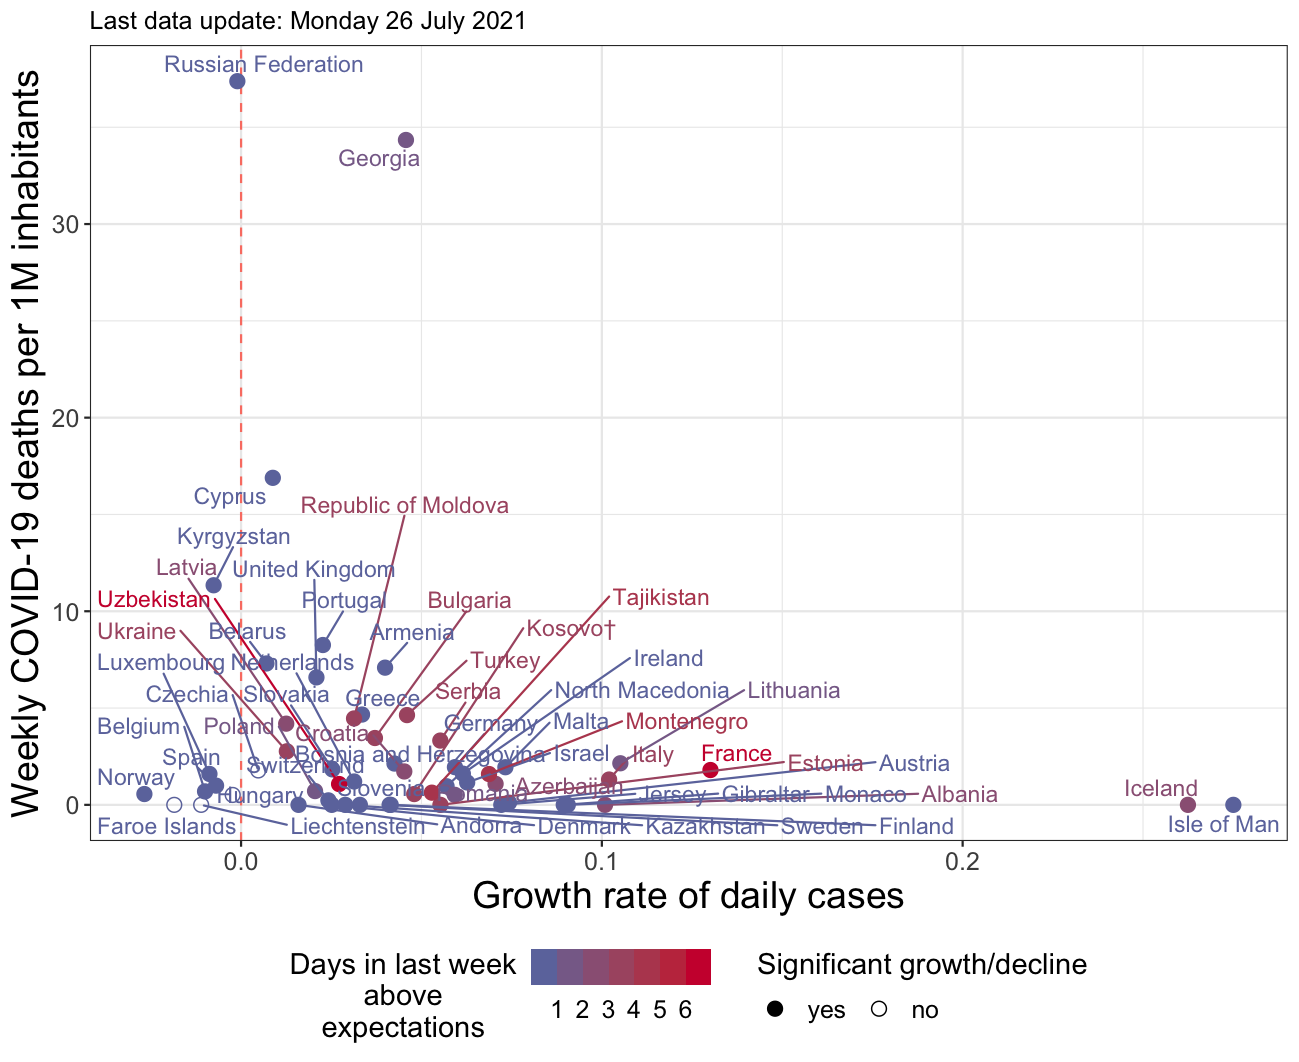 Last data update: Monday 26 July 2021
Weekly COVID-19 deaths per 1M inhabitants
Russian Federation
Georgia
30
20
Cyprus
Republic of Moldova
Kyrgyzstan
Latvia
United Kingdom
Uzbekistan
Portugal
Bulgaria
Tajikistan
10
Ukraine
Belarus
Armenia
Kosovo†
Luxembourg
Netherlands
Turkey
Ireland
Czechia
Slovakia
Greece
Serbia
North Macedonia
Lithuania
Belgium
Poland
Croatia
Germany
Malta
Montenegro
Spain
Switzerland
Bosnia and Herzegovina
Israel
Italy
France
Estonia
Austria
Norway
Slovenia
Azerbaijan
Iceland
0
Hungary
Jersey
Gibraltar
Monaco
Albania
Faroe Islands
Liechtenstein
Andorra
Denmark
Kazakhstan
Sweden
Finland
Isle of Man
0.0
0.1
0.2
Growth rate of daily cases
Days in last week
above
expectations
1 2 3 4 5 6
Significant growth/decline
yes
no